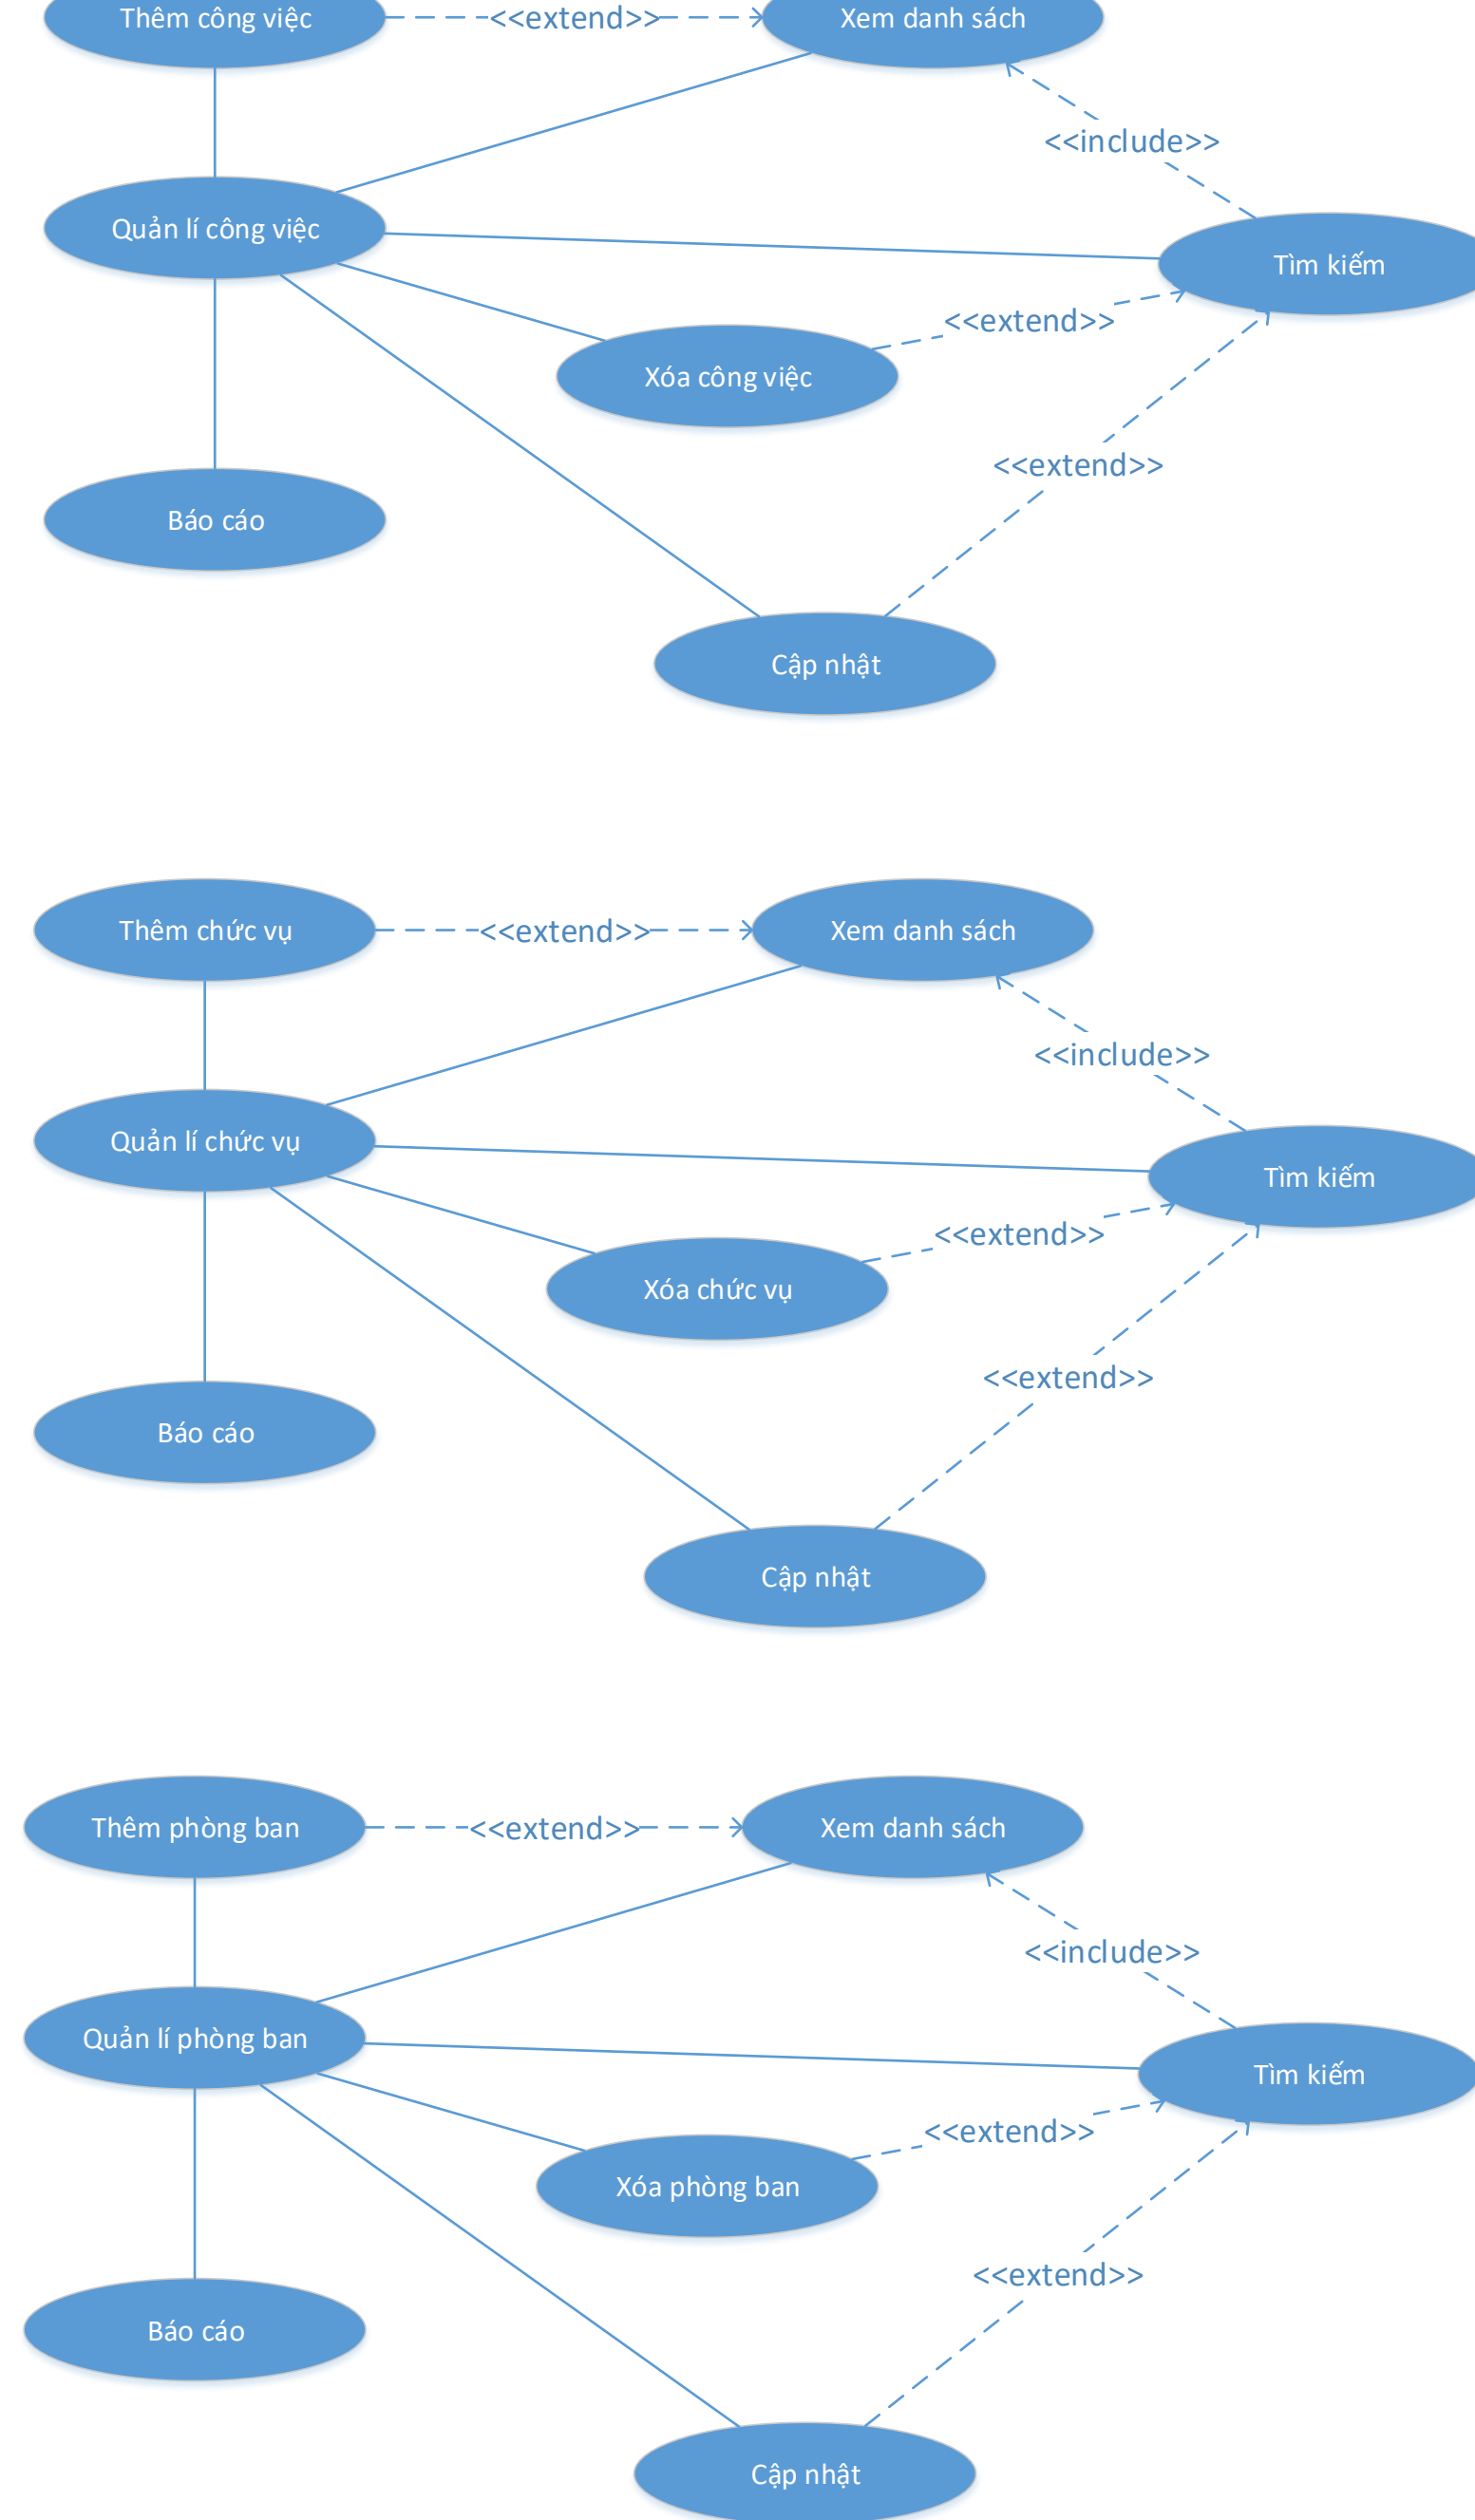 Thêm công việc
<<extend>>
Xem danh sách
<<include>>
Quản lí công việc
Tìm kiếm
<<extend>>
Xóa công việc
<<extend>>
Báo cáo
Cập nhật
Thêm chức vụ
<<extend>>
Xem danh sách
<<include>>
Quản lí chức vụ
Tìm kiếm
<<extend>>
Xóa chức vụ
<<extend>>
Báo cáo
Cập nhật
Thêm phòng ban
<<extend>>
Xem danh sách
<<include>>
Quản lí phòng ban
Tìm kiếm
<<extend>>
Xóa phòng ban
<<extend>>
Báo cáo
Cập nhật